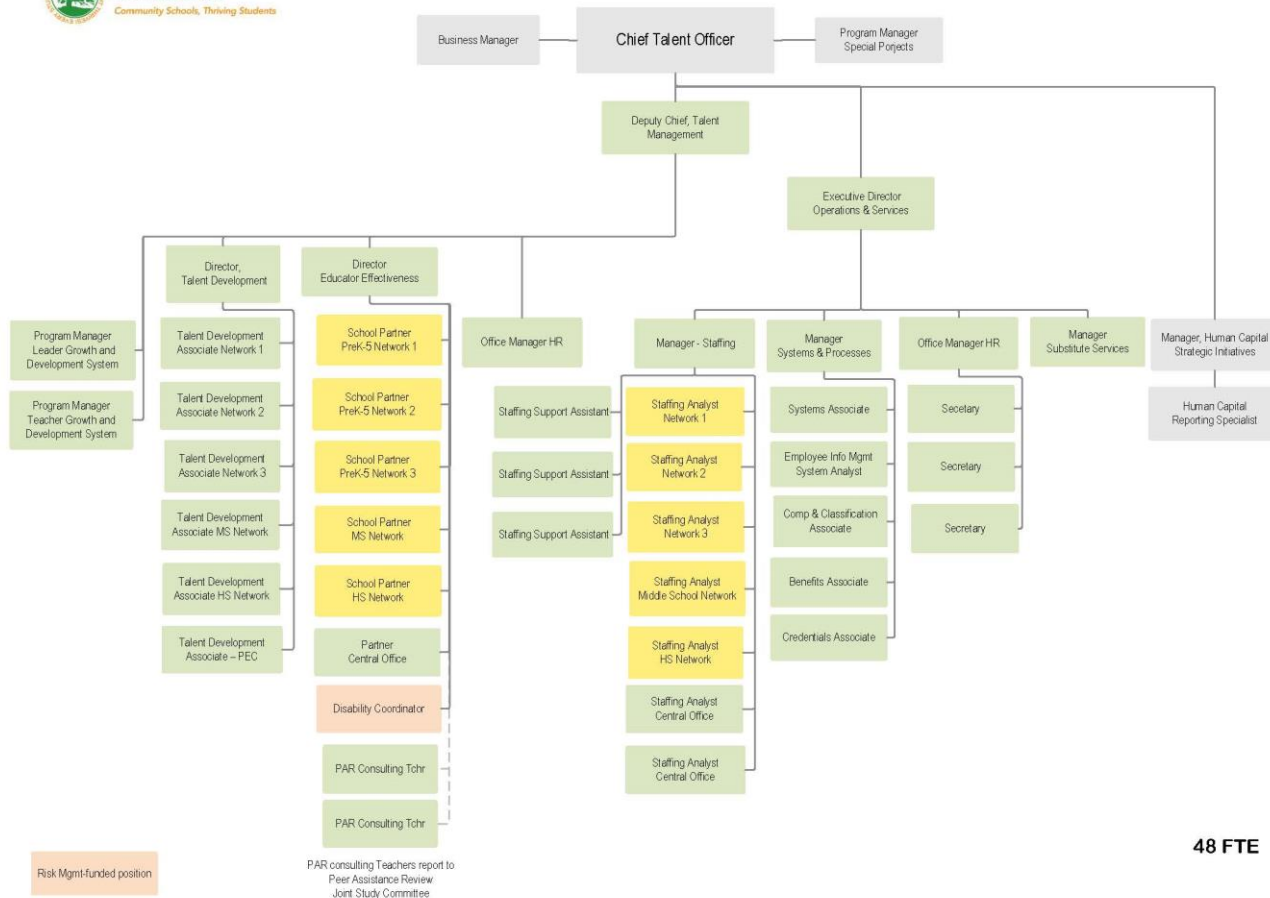 Community Schools, Thriving Students
Business Manager
Chief Talent Officer
Program Manager
Special Porjects
Deputy Chief, Talent
Management
Executive Director
Operations & Services
Director,
Talent Development
Director
Educator Effectiveness
Program Manager
Leader Growth and
Development System
Program Manager
Teacher Growth and
Development System
Talent Development
Associate Network 1
Talent Development
Associate Network 2
Talent Development
Associate Network 3
Talent Development
Associate MS Network
Talent Development
Associate HS Network
Talent Development
Associate – PEC
School Partner
PreK-5 Network 1
School Partner
PreK-5 Network 2
School Partner
PreK-5 Network 3
School Partner
MS Network
School Partner
HS Network
Partner
Central Office
Disability Coordinator
PAR Consulting Tchr
PAR Consulting Tchr
PAR consulting Teachers report to
Peer Assistance Review
Joint Study Committee
Office Manager HR
Manager - Staffing
Staffing Support Assistant
Staffing Support Assistant
Staffing Support Assistant
Staffing Analyst
Network 1
Staffing Analyst
Network 2
Staffing Analyst
Network 3
Staffing Analyst
Middle School Network
Staffing Analyst
HS Network
Staffing Analyst
Central Office
Staffing Analyst
Central Office
Manager
Systems & Processes
Systems Associate
Employee Info Mgmt
System Analyst
Comp & Classification
Associate
Benefits Associate
Credentials Associate
Office Manager HR
Secetary
Secretary
Secretary
Manager
Substitute Services
Manager, Human Capital
Strategic Initiatives
Human Capital
Reporting Specialist
Risk Mgmt-funded position
48 FTE